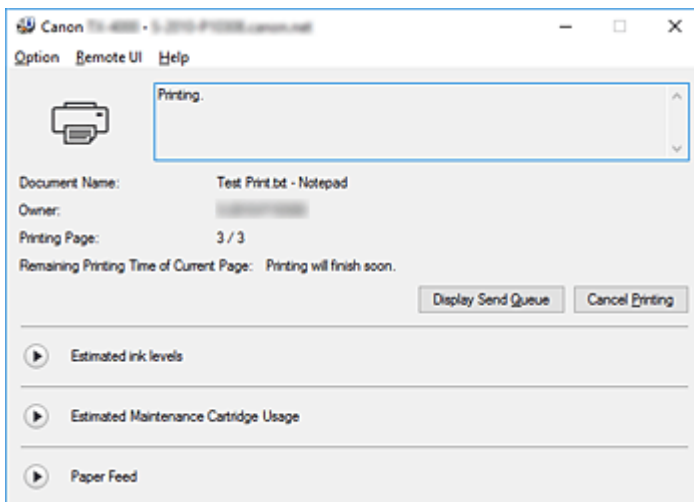 Canon
Option Remote UI Help
Printing.
Document Name: Test Print.txt - Notepad
Owner:
Printing Page: 3 / 3
Remaining Printing Time of Current Page: Printing will finish soon.
Display Send Queue Cancel Printing
Estimated ink levels
Estimated Maintenance Cartridge Usage
Paper Feed